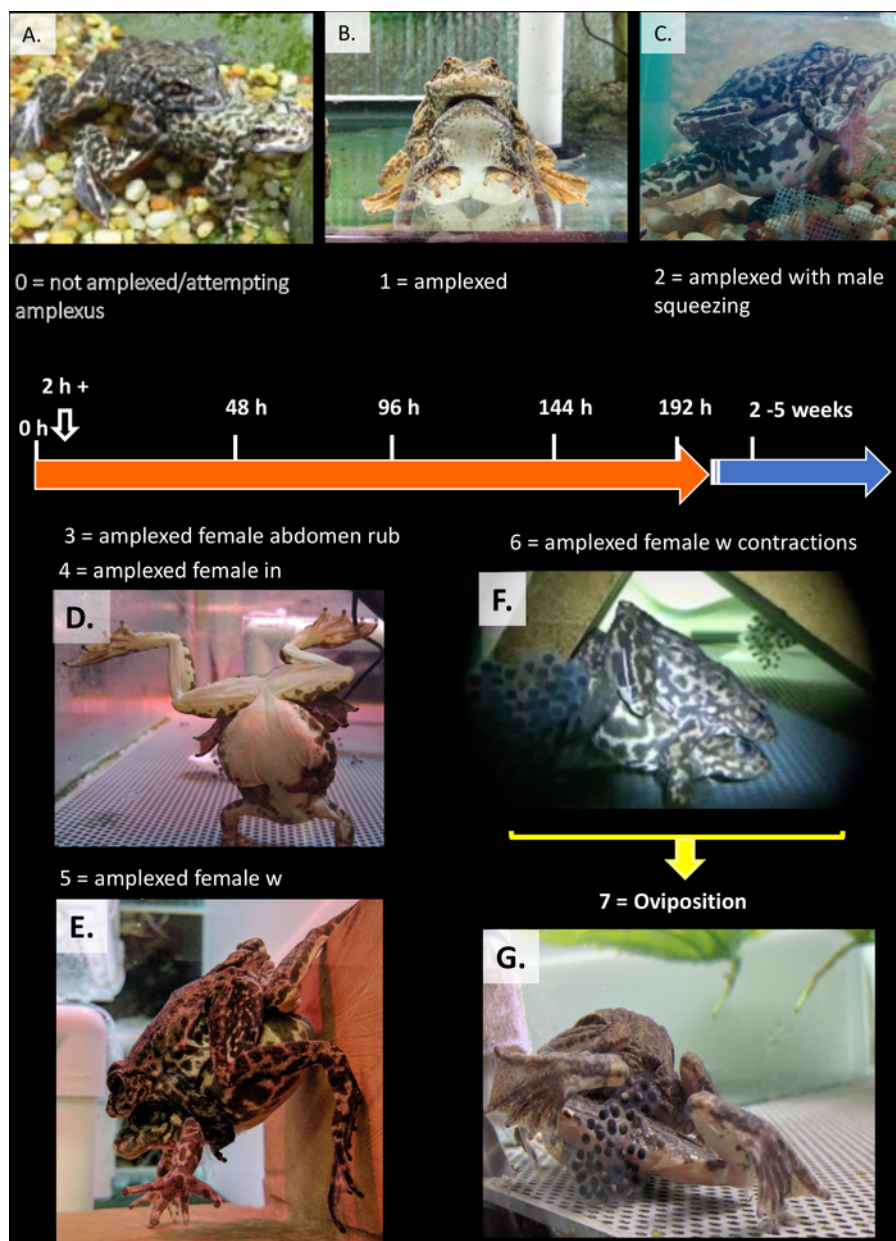 A.
B.
C.
0 = not amplexed/attempting
amplexus
1 = amplexed
2 = amplexed with male
squeezing
2 h +
0 h
48 h
96 h
144 h
192 h
2 -5 weeks
3 = amplexed female abdomen rub
4 = amplexed female in
6 = amplexed female w contractions
D.
F.
5 = amplexed female w
7 = Oviposition
E.
G.